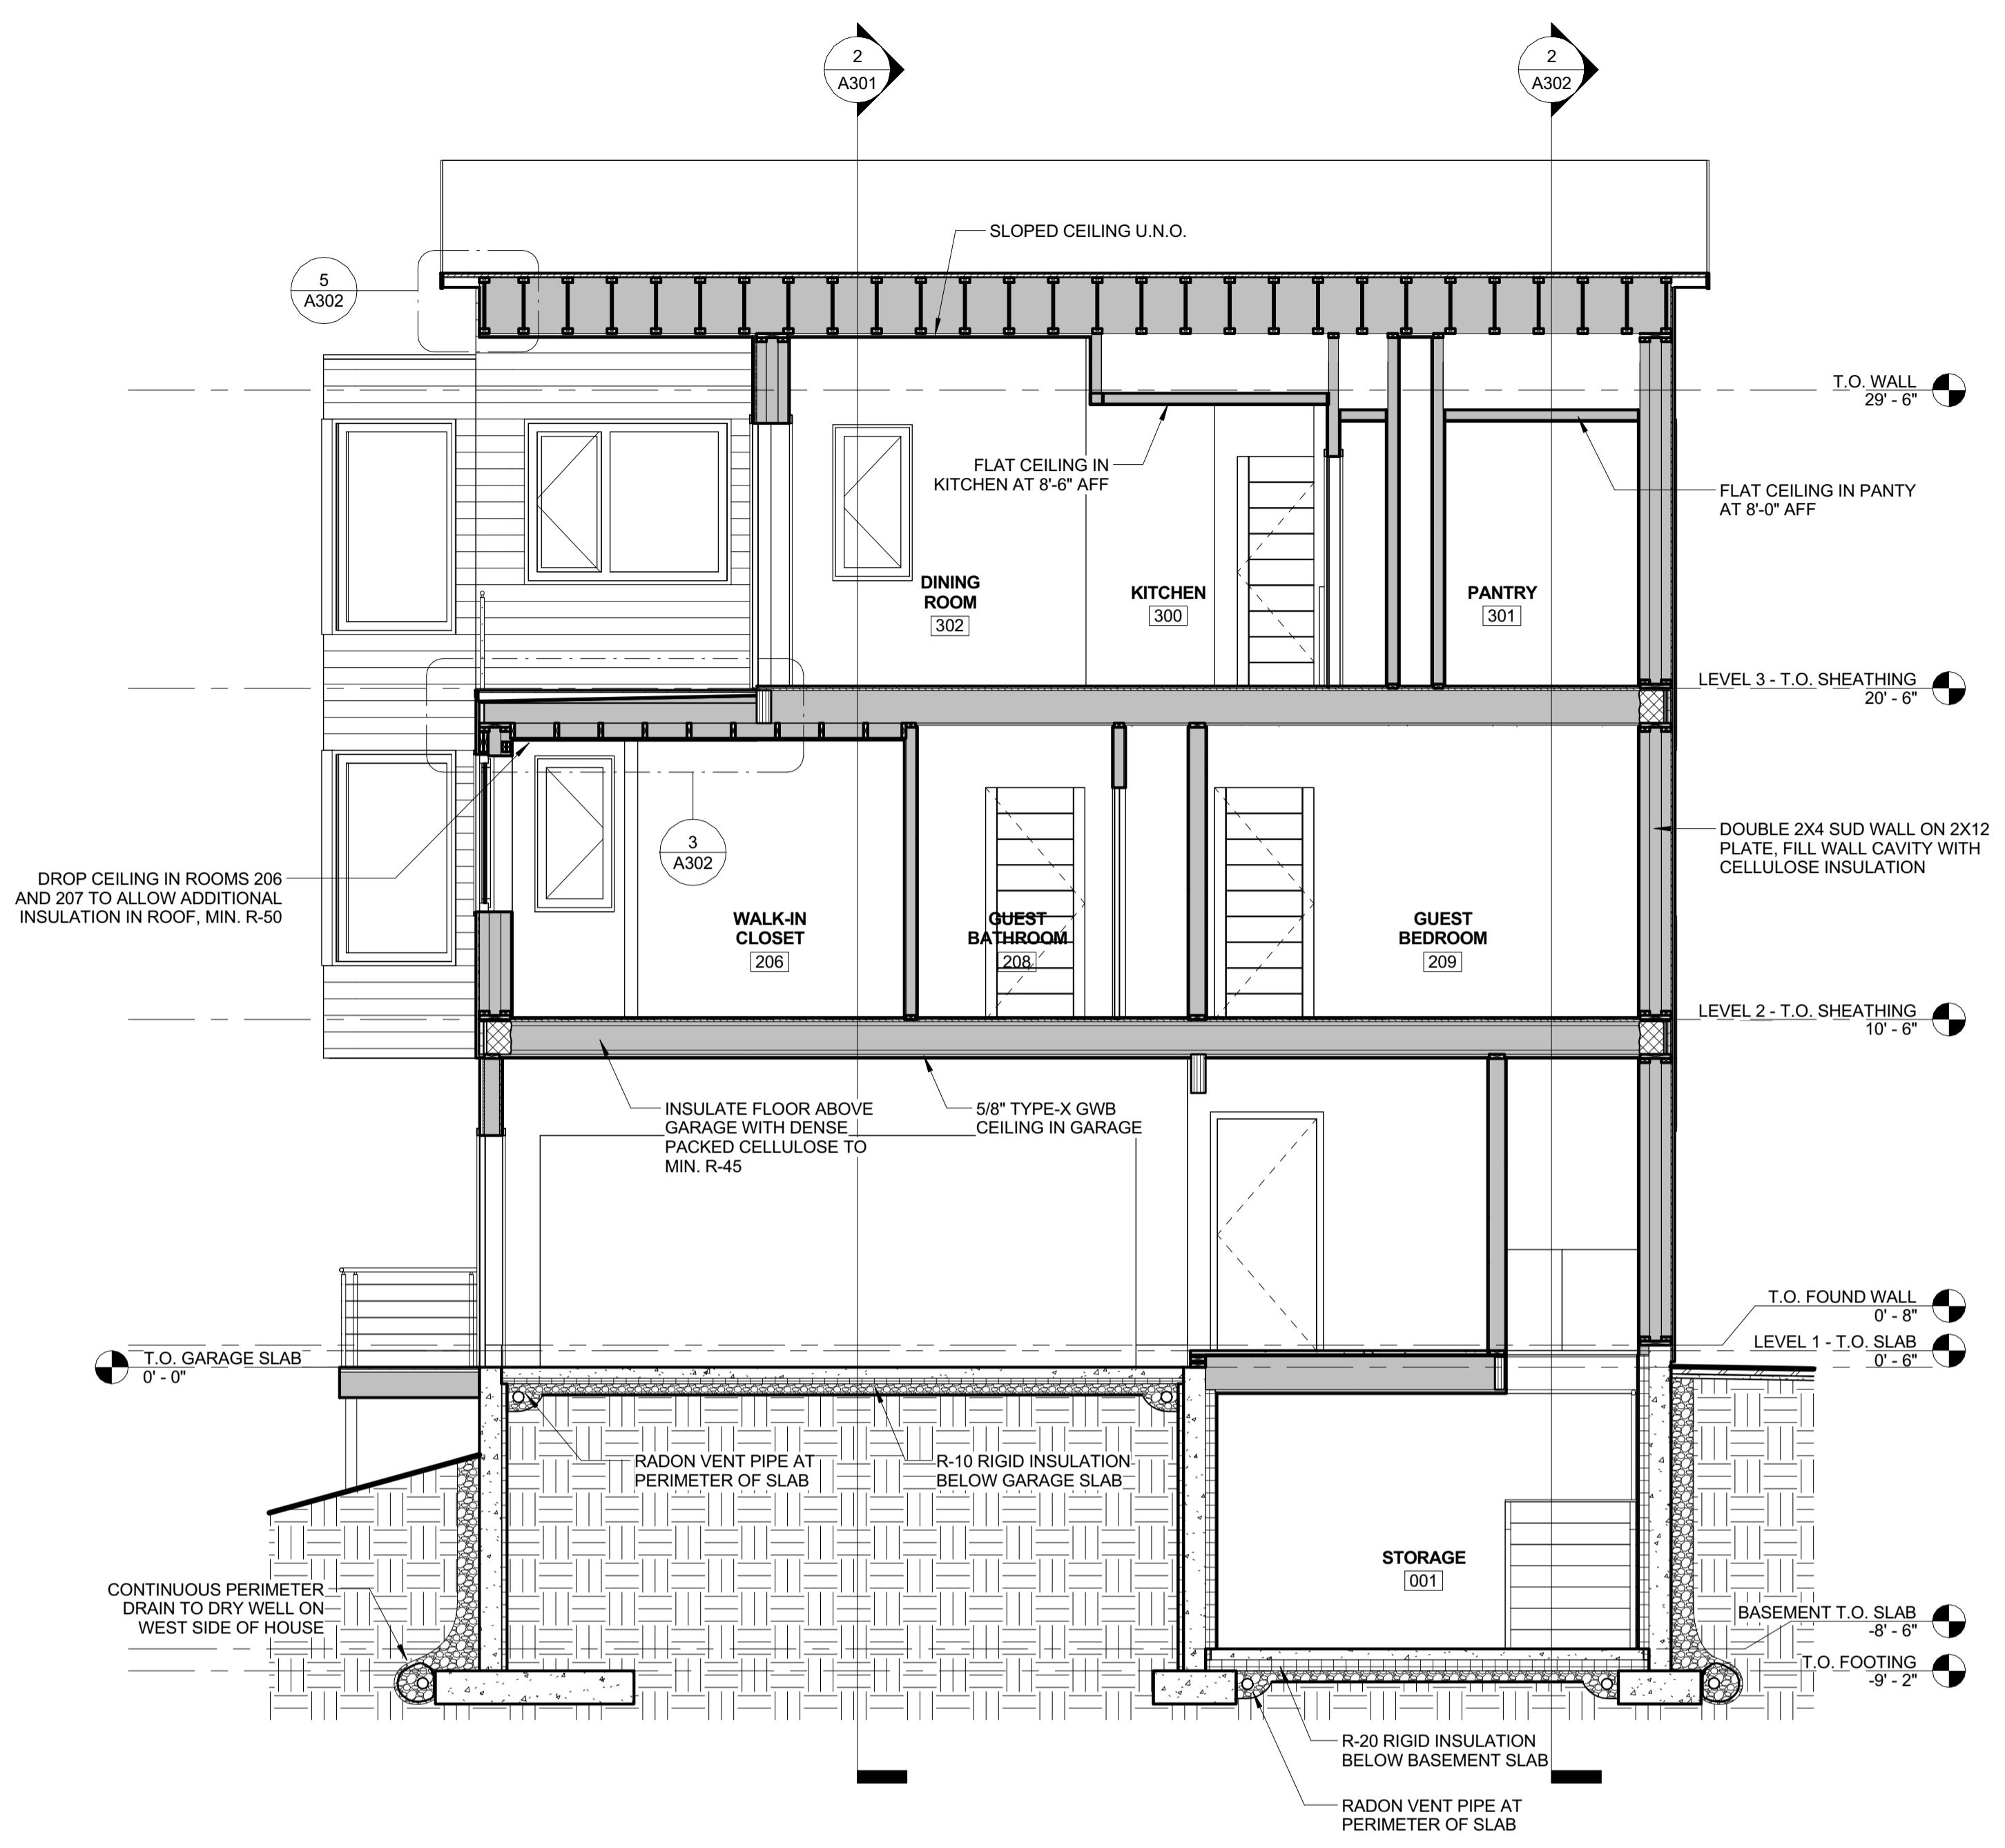 2
A301
2
A302
SLOPED CEILING U.N.O.
5
A302
T.O. WALL
29' - 6"
FLAT CEILING IN
KITCHEN AT 8'-6" AFF
FLAT CEILING IN PANTY
AT 8'-0" AFF
DINING
ROOM
302
KITCHEN
300
PANTRY
301
LEVEL 3 - T.O. SHEATHING
20' - 6"
3
A302
DOUBLE 2X4 SUD WALL ON 2X12
PLATE, FILL WALL CAVITY WITH
CELLULOSE INSULATION
DROP CEILING IN ROOMS 206
AND 207 TO ALLOW ADDITIONAL
INSULATION IN ROOF, MIN. R-50
WALK-IN
CLOSET
206
GUEST
BATHROOM
208
GUEST
BEDROOM
209
LEVEL 2 - T.O. SHEATHING
10' - 6"
INSULATE FLOOR ABOVE
GARAGE WITH DENSE
PACKED CELLULOSE TO
MIN. R-45
5/8" TYPE-X GWB
CEILING IN GARAGE
T.O. FOUND WALL
0' - 8"
LEVEL 1 - T.O. SLAB
0' - 6"
T.O. GARAGE SLAB
0' - 0"
RADON VENT PIPE AT
PERIMETER OF SLAB
R-10 RIGID INSULATION
BELOW GARAGE SLAB
STORAGE
001
CONTINUOUS PERIMETER
DRAIN TO DRY WELL ON
WEST SIDE OF HOUSE
BASEMENT T.O. SLAB
-8' - 6"
T.O. FOOTING
-9' - 2"
R-20 RIGID INSULATION
BELOW BASEMENT SLAB
RADON VENT PIPE AT
PERIMETER OF SLAB